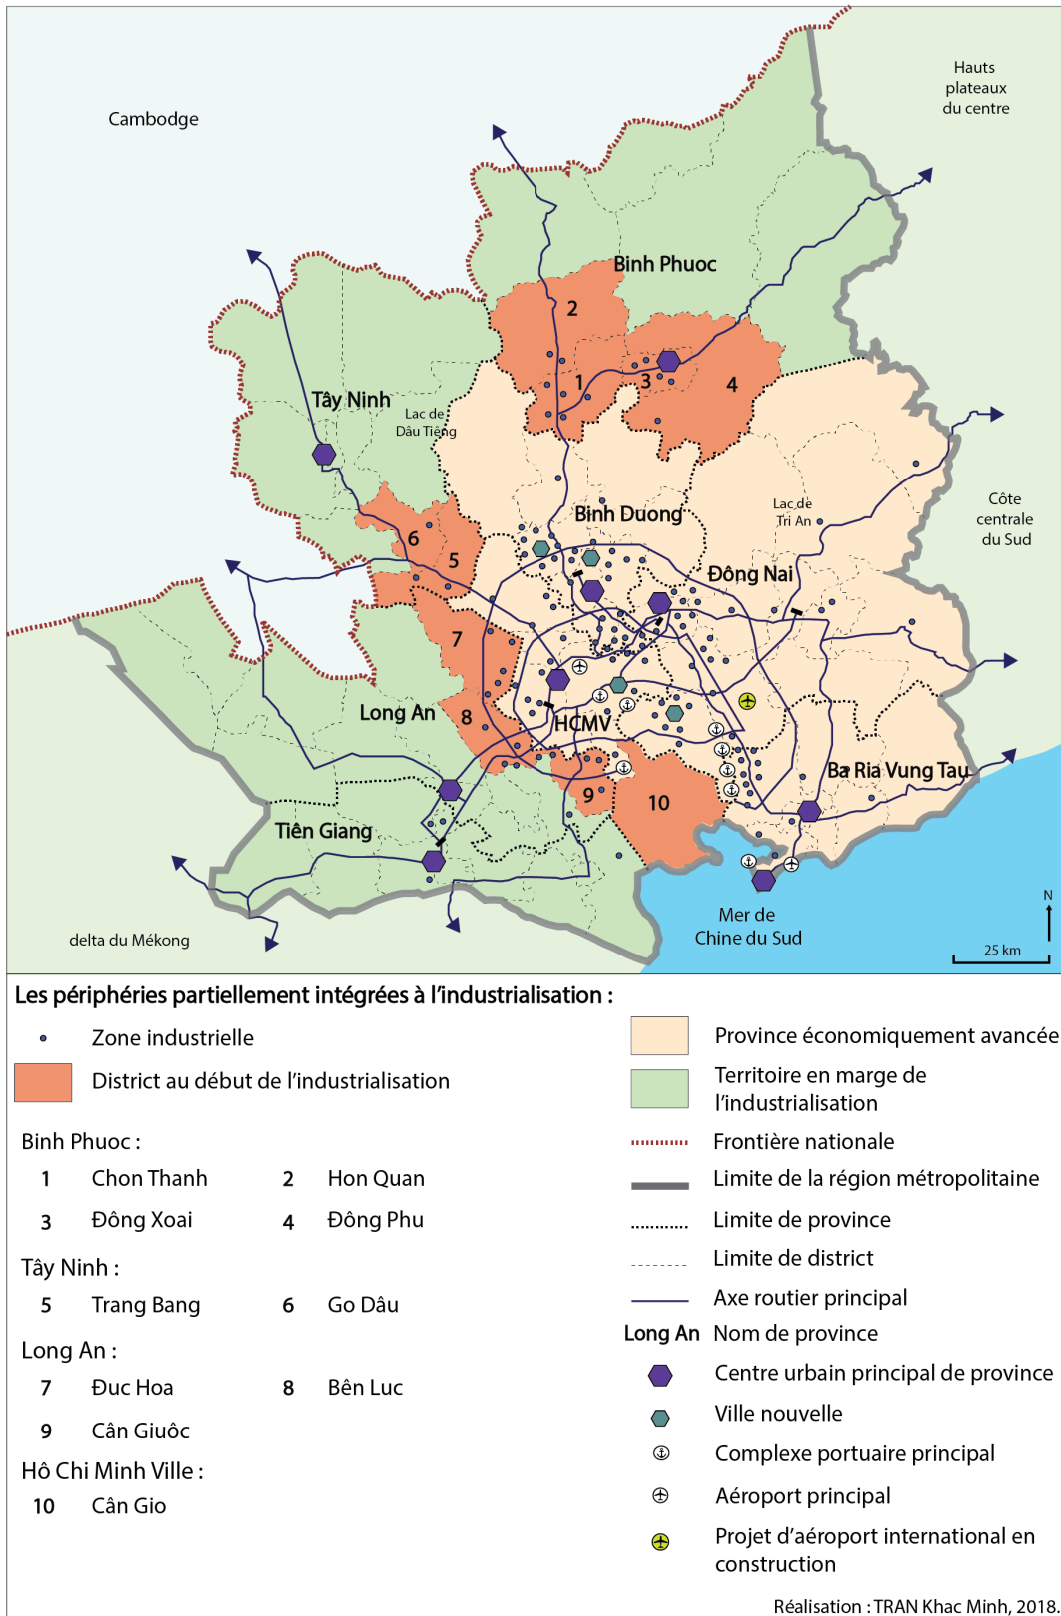 Cambodge
Hauts
plateaux
du centre
Binh Phuoc
2
1
3
4
Tây Ninh
Lac de
Dâu Tiêng
Côte
centrale
du Sud
Lac de
Tri An
Binh Duong
6
5
Đông Nai
7
Long An
8
HCMV
Ba Ria Vung Tau
9
10
Tiên Giang
delta du Mékong
Mer de
Chine du Sud
N
25 km
Les périphéries partiellement intégrées à l'industrialisation :
Zone industrielle
District au début de l'industrialisation
Binh Phuoc :
1 Chon Thanh 2 Hon Quan
3 Đông Xoai 4 Đông Phu
Tây Ninh :
5 Trang Bang 6 Go Dâu
Long An :
7 Đuc Hoa 8 Bên Luc
9 Cân Giuôc
Hô Chi Minh Ville :
10 Cân Gio
Province économiquement avancée
Territoire en marge de
l'industrialisation
Frontière nationale
Limite de la région métropolitaine
Limite de province
Limite de district
Axe routier principal
Long An Nom de province
Centre urbain principal de province
Ville nouvelle
Complexe portuaire principal
Aéroport principal
Projet d'aéroport international en
construction
Réalisation : TRAN Khac Minh, 2018.